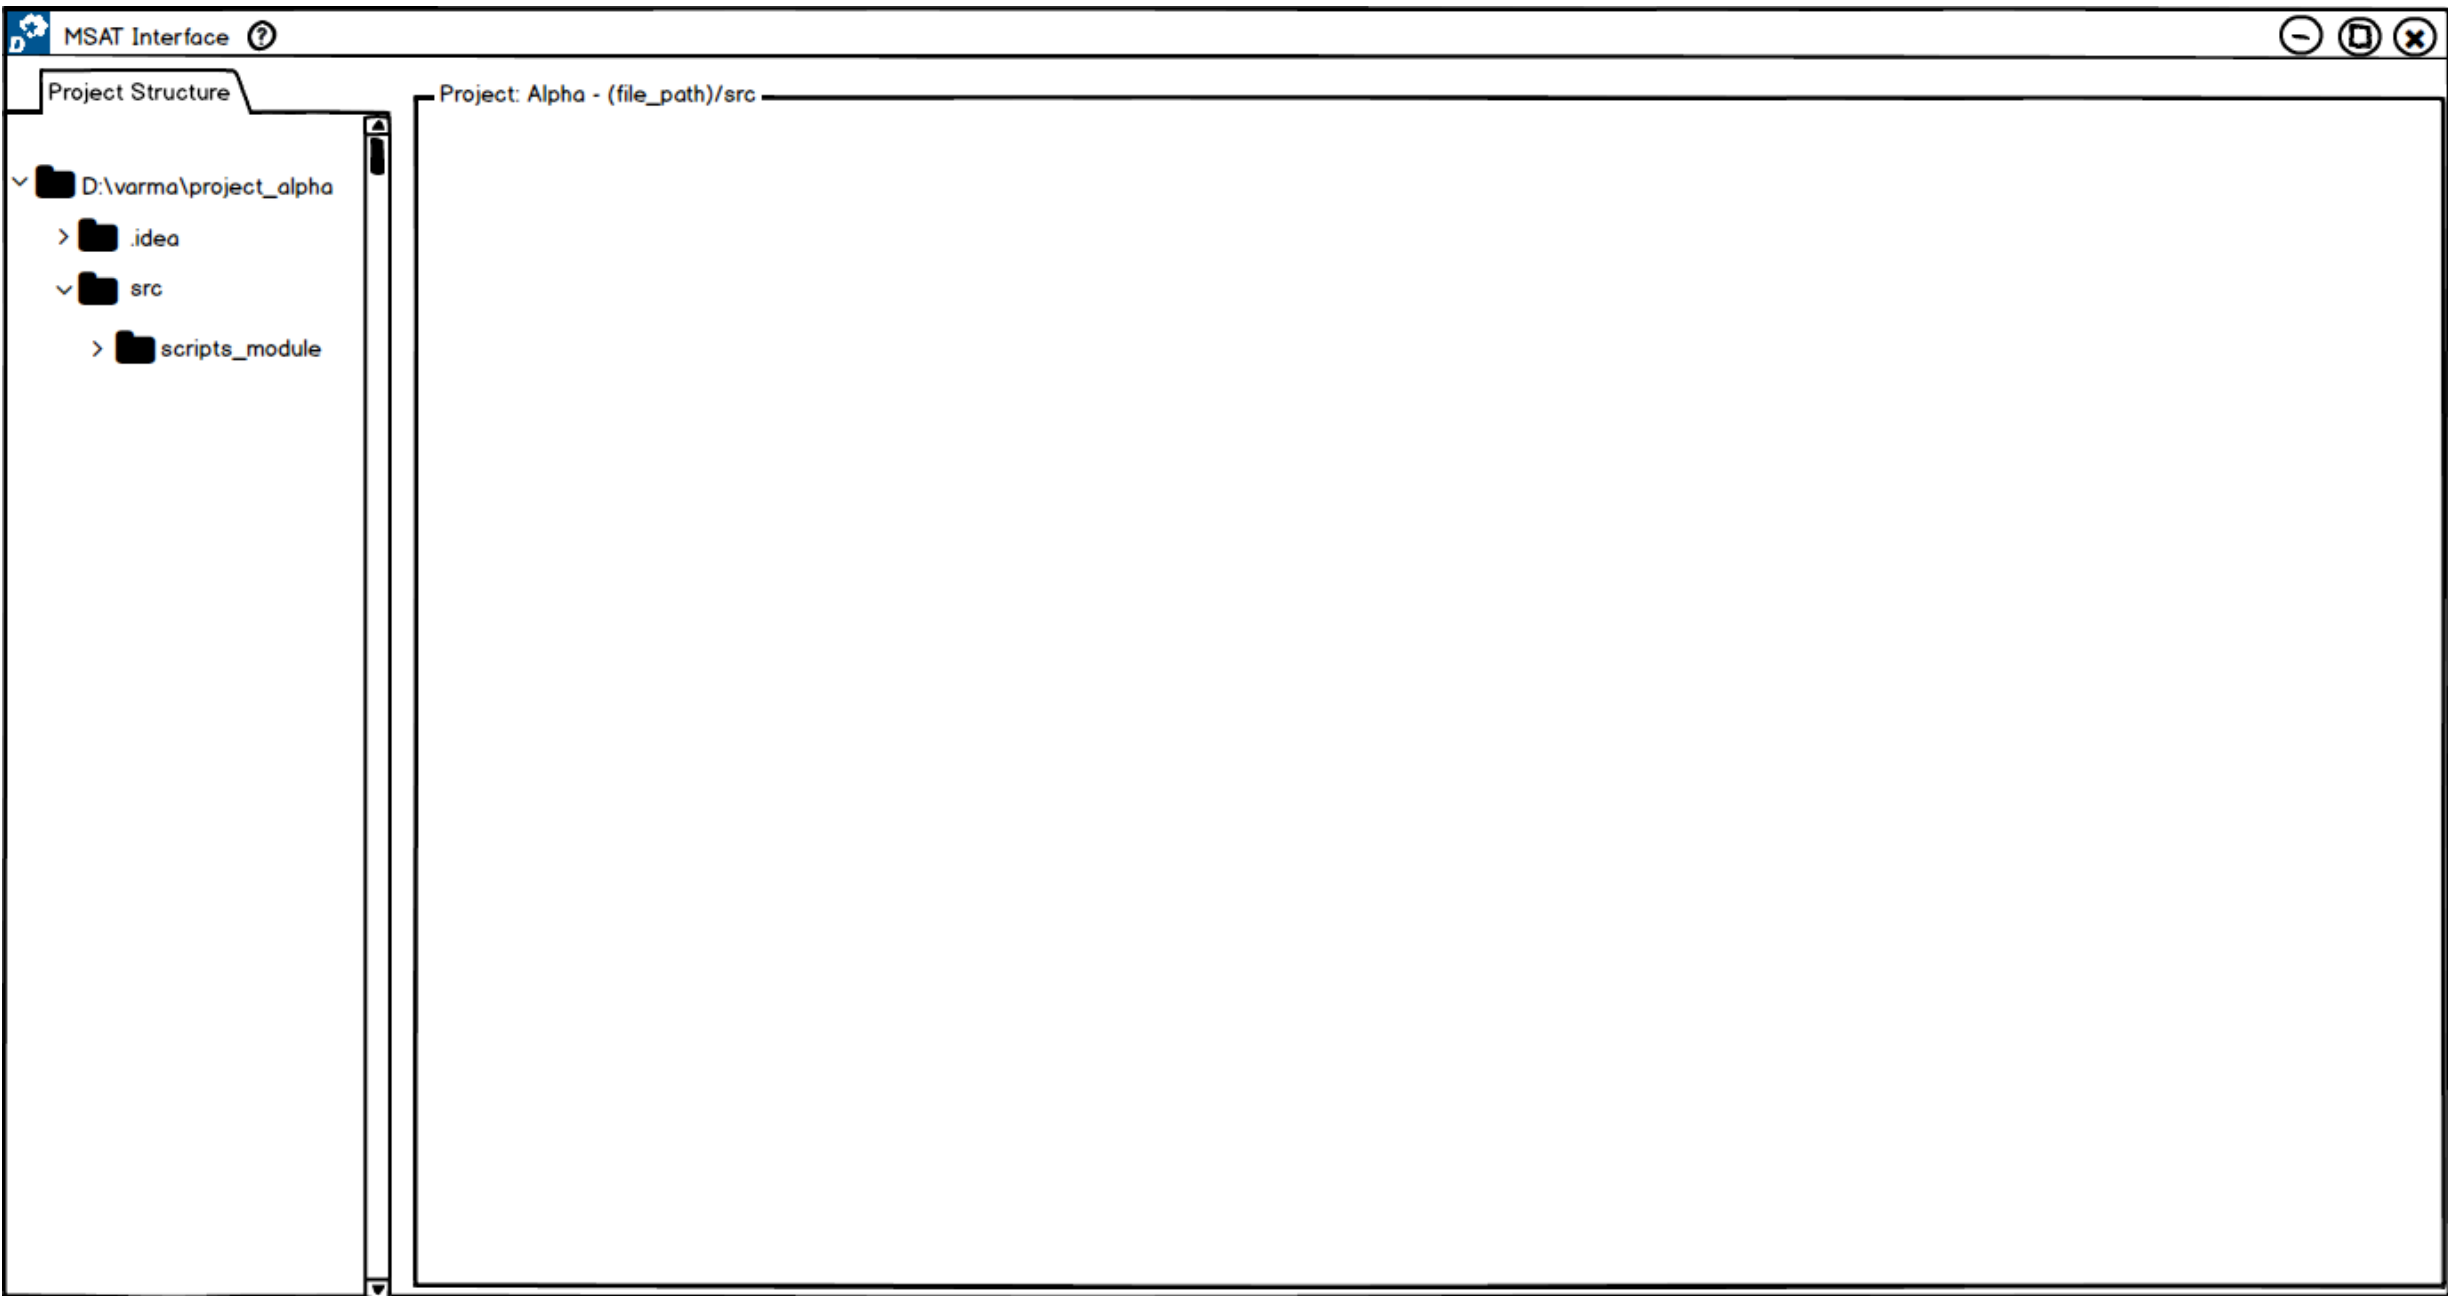 D
MSAT Interface ?
Project Structure
Project: Alpha - (file_path)/src
D:\varma\project_alpha
.idea
src
scripts_module